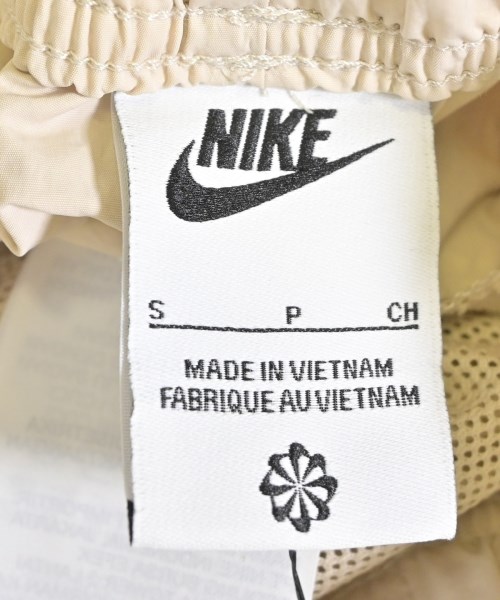 NIKE
S P CH
MADE IN VIETNAM
FABRIQUE AU VIETNAM